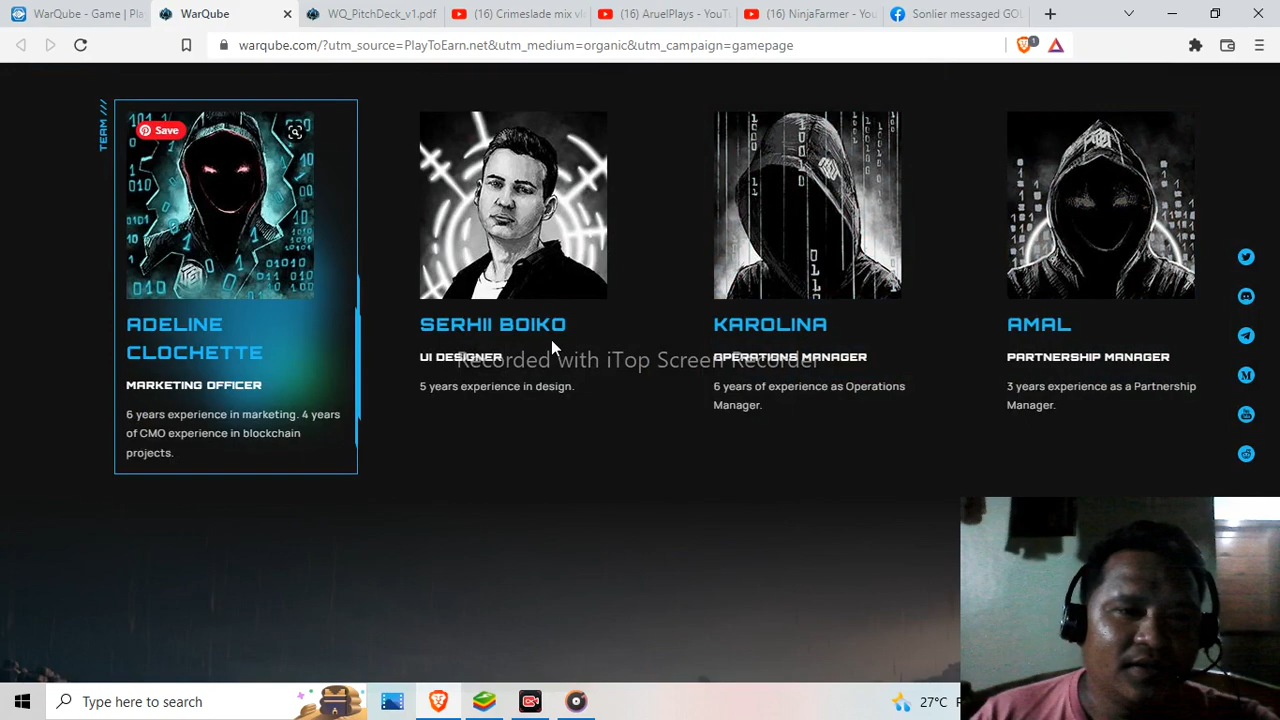 WarQube - Game | Pla
WarQube
WQ_PitchDeck_v1.pdf
(16) Crimeslade mix vl
(16) AruelPlays - YouTu
(16) NinjaFarmer - You
Sonlier messaged GOL
warqube.com/?utm_source=PlayToEarn.net&utm_medium=organic&utm_campaign=gamepage
1
TEAM ///
Save
ADELINE
CLOCHETTE
MARKETING OFFICER
6 years experience in marketing. 4 years
of CMO experience in blockchain
projects.
SERHII BOIKO
UI DESIGNER
5 years experience in design.
KAROLINA
OPERATIONS MANAGER
6 years of experience as Operations
Manager.
AMAL
PARTNERSHIP MANAGER
3 years experience as a Partnership
Manager.
Recorded with iTop Screen Recorder
Type here to search
27°C